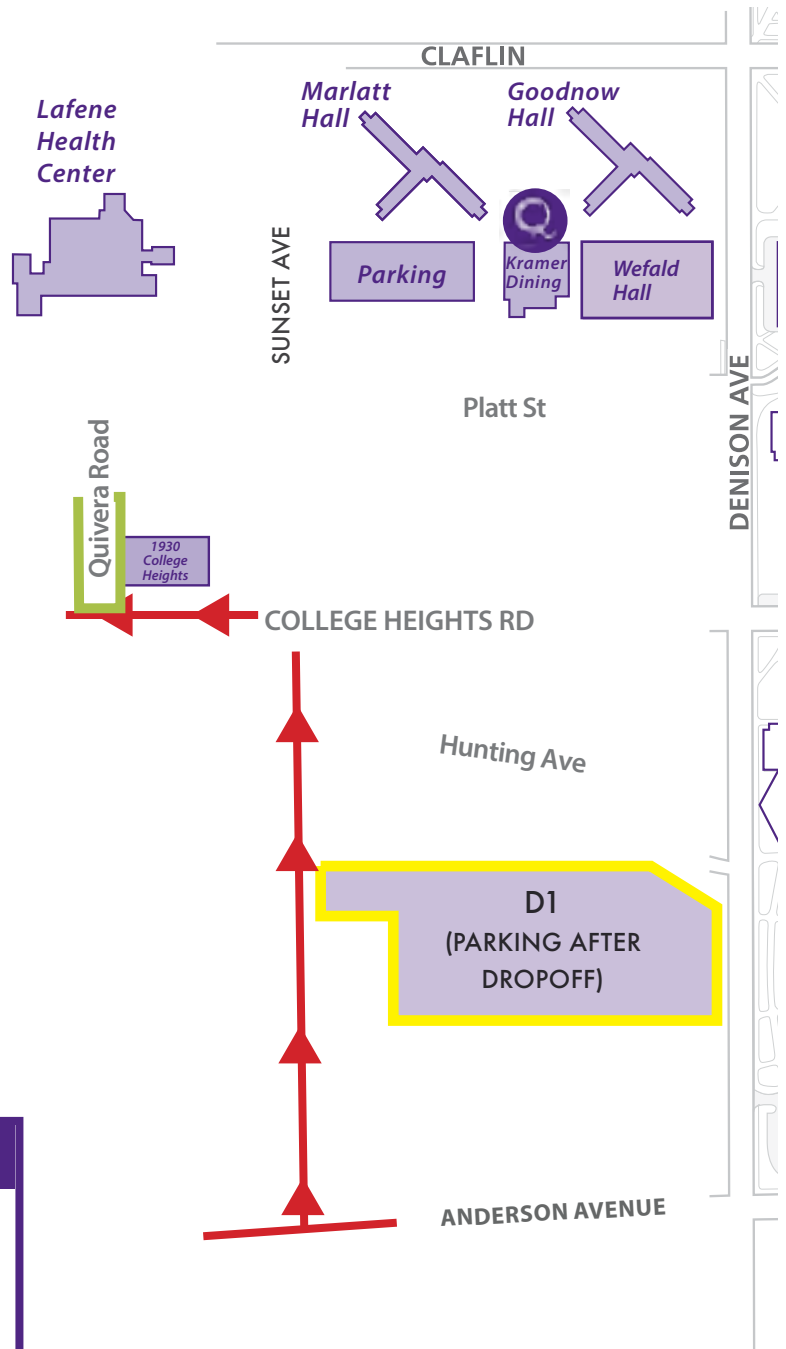 CLAFLIN
Marlatt
Hall
Goodnow
Hall
Lafene
Health
Center
Q
SUNSET AVE
Parking
Kramer
Dining
Wefald
Hall
DENISON AVE
Platt St
Quivera Road
1930
College
Heights
COLLEGE HEIGHTS RD
Hunting Ave
D1
(PARKING AFTER
DROPOFF)
ANDERSON AVENUE